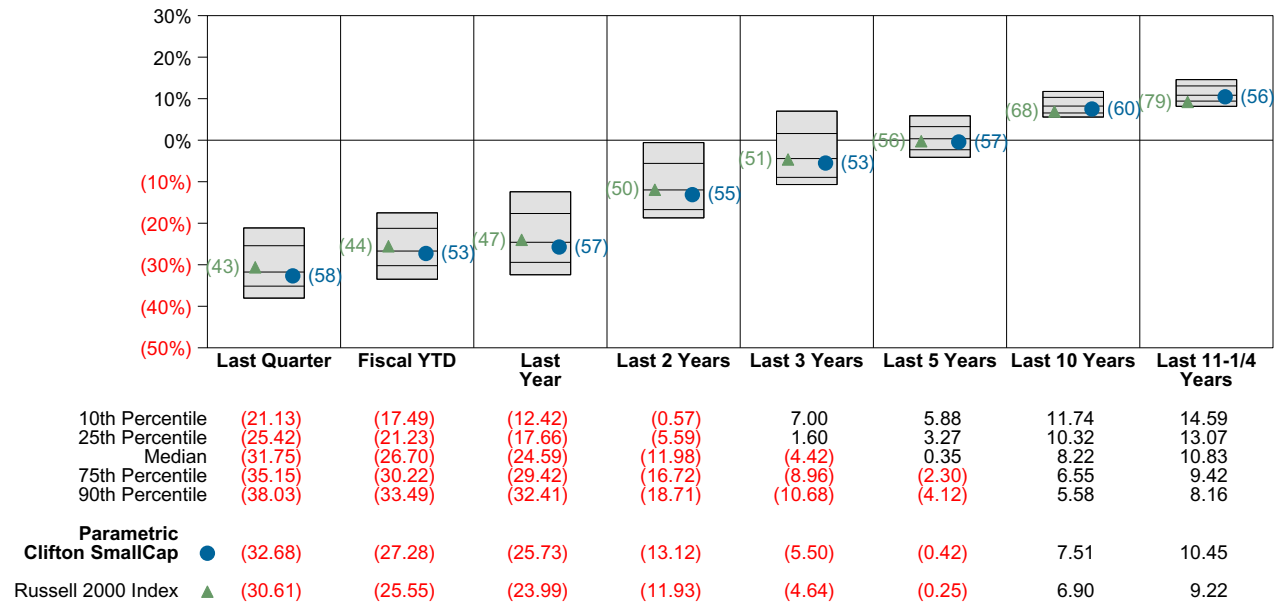 30%
20%
10%
0%
(10%)
(20%)
(30%)
(40%)
(50%)
(43) (58)
(44) (53)
(47) (57)
(50) (55)
(51) (53)
(56) (57)
(68) (60)
(79) (56)
Last Quarter Fiscal YTD Last Year Last 2 Years Last 3 Years Last 5 Years Last 10 Years Last 11-1/4 Years
10th Percentile (21.13) (17.49) (12.42) (0.57) 7.00 5.88 11.74 14.59
25th Percentile (25.42) (21.23) (17.66) (5.59) 1.60 3.27 10.32 13.07
Median (31.75) (26.70) (24.59) (11.98) (4.42) 0.35 8.22 10.83
75th Percentile (35.15) (30.22) (29.42) (16.72) (8.96) (2.30) 6.55 9.42
90th Percentile (38.03) (33.49) (32.41) (18.71) (10.68) (4.12) 5.58 8.16
Parametric
Clifton SmallCap (32.68) (27.28) (25.73) (13.12) (5.50) (0.42) 7.51 10.45
Russell 2000 Index (30.61) (25.55) (23.99) (11.93) (4.64) (0.25) 6.90 9.22